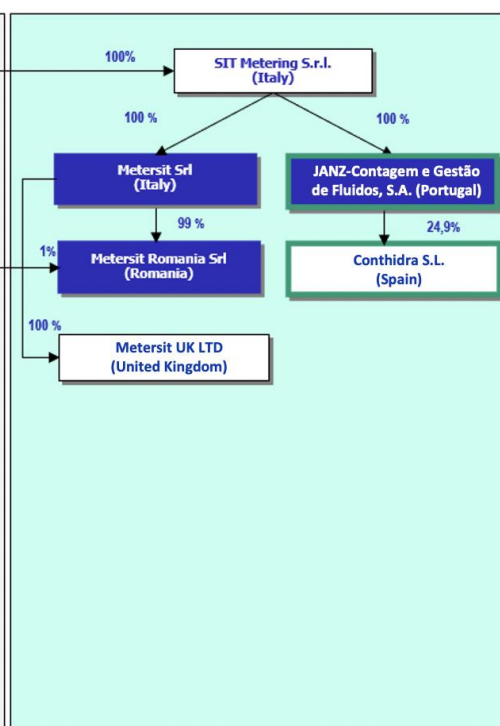 100%
SIT Metering S.r.l.
(Italy)
100 %
100 %
Metersit Srl
(Italy)
JANZ-Contagem e Gestão
de Fluidos, S.A. (Portugal)
99 %
24,9%
1%
Metersit Romania Srl
(Romania)
Conthidra S.L.
(Spain)
100 %
Metersit UK LTD
(United Kingdom)